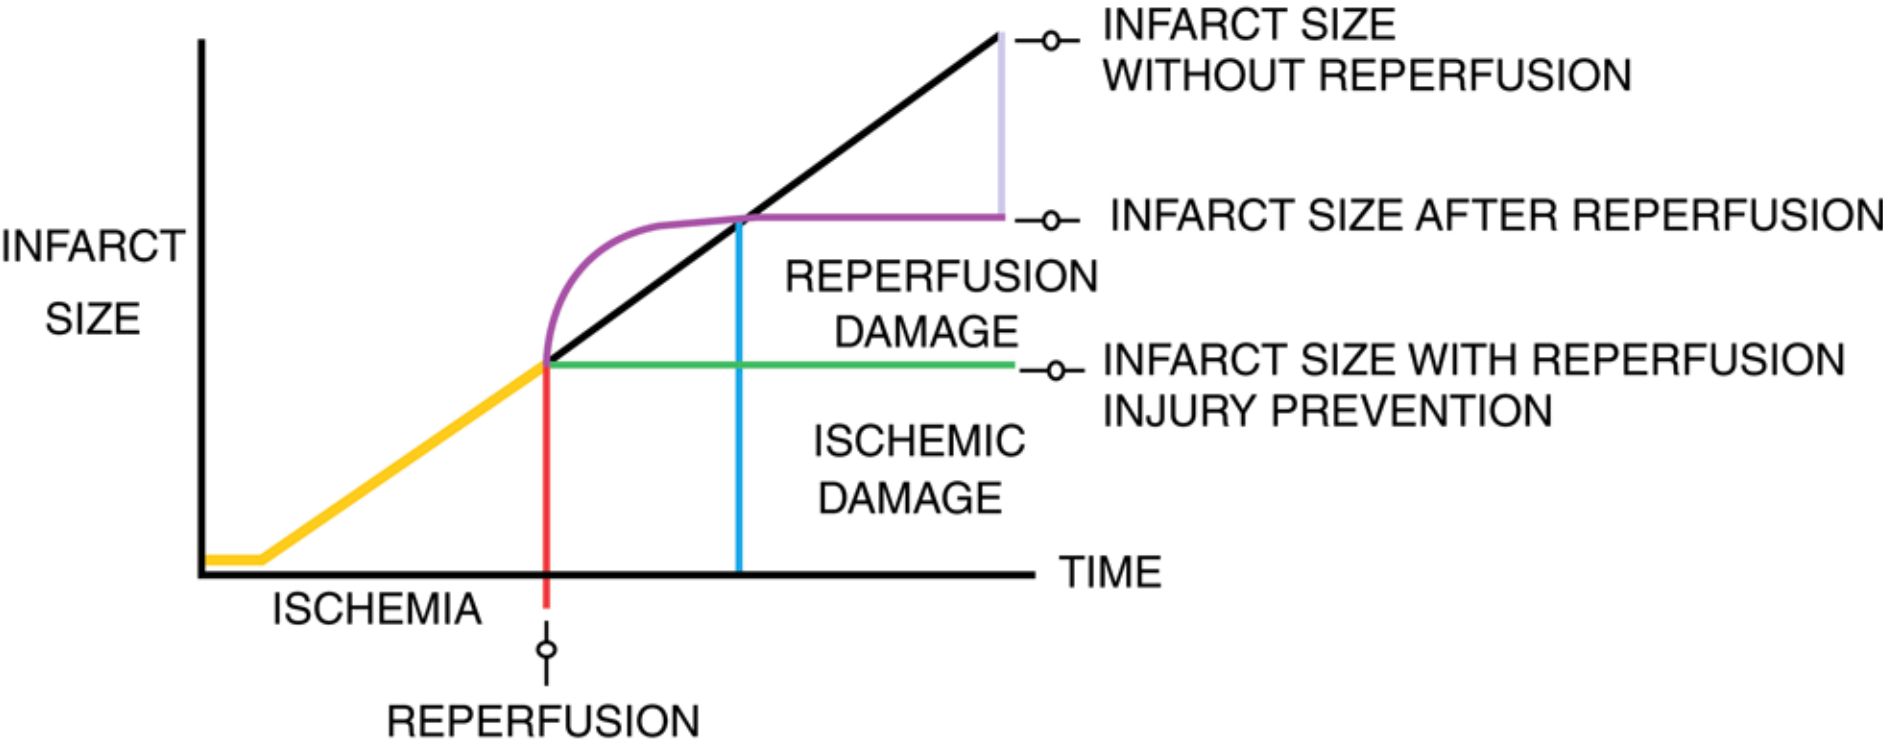 INFARCT SIZE
WITHOUT REPERFUSION
INFARCT SIZE AFTER REPERFUSION
INFARCT
SIZE
REPERFUSION
DAMAGE
INFARCT SIZE WITH REPERFUSION
INJURY PREVENTION
ISCHEMIC
DAMAGE
TIME
ISCHEMIA
REPERFUSION